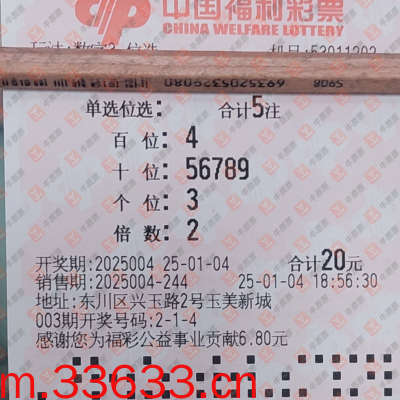 中国福利彩票
CHINA WELFARE LOTTERY
机号:53011202
单选位选: 合计5注
百位: 4
十位: 56789
个位: 3
倍数: 2
开奖期:2025004 25-01-04 合计20元
销售期:2025004-244 25-01-04 18:56:30
地址:东川区兴玉路2号玉美新城
003期开奖号码:2-1-4
感谢您为福彩公益事业贡献6.80元
m.33633.cn